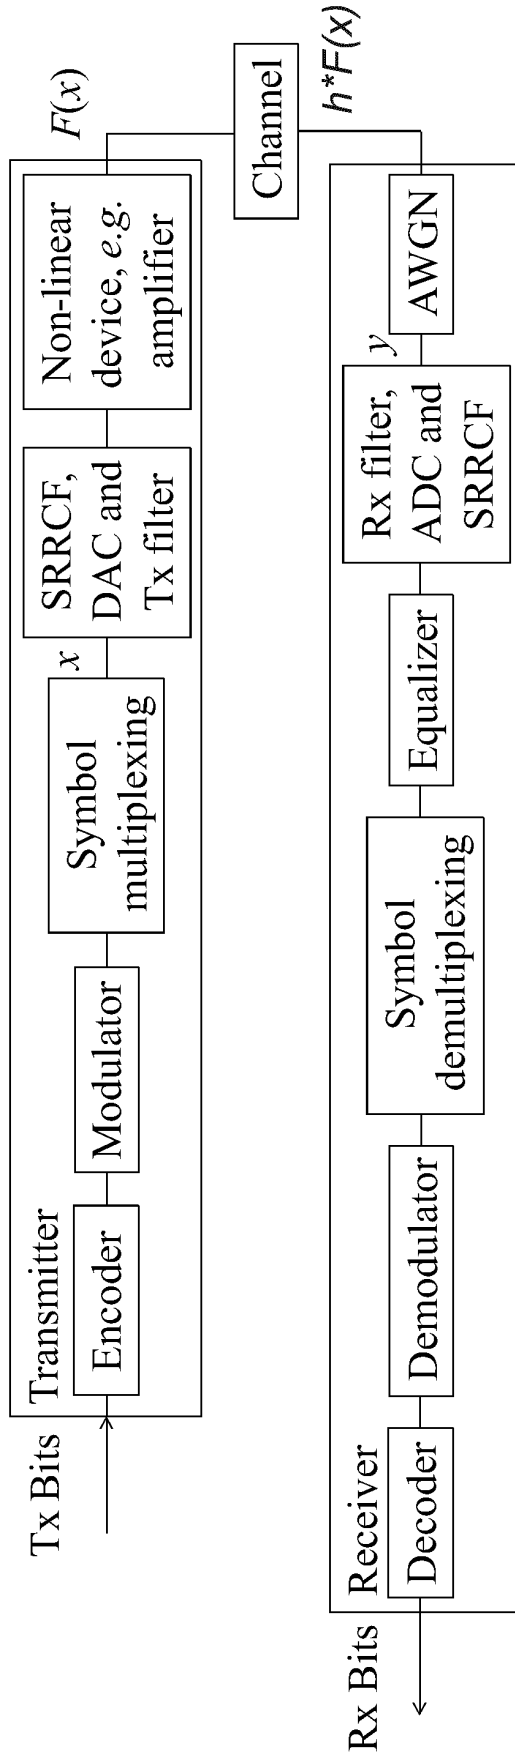 Tx Bits
Transmitter
Encoder
Modulator
Symbol
multiplexing
x
SRRCF,
DAC and
Tx filter
Non-linear
device, e.g.
amplifier
F(x)
Channel
h*F(x)
AWGN
y
Rx filter,
ADC and
SRRCF
Equalizer
Symbol
demultiplexing
Demodulator
Decoder
Receiver
Rx Bits